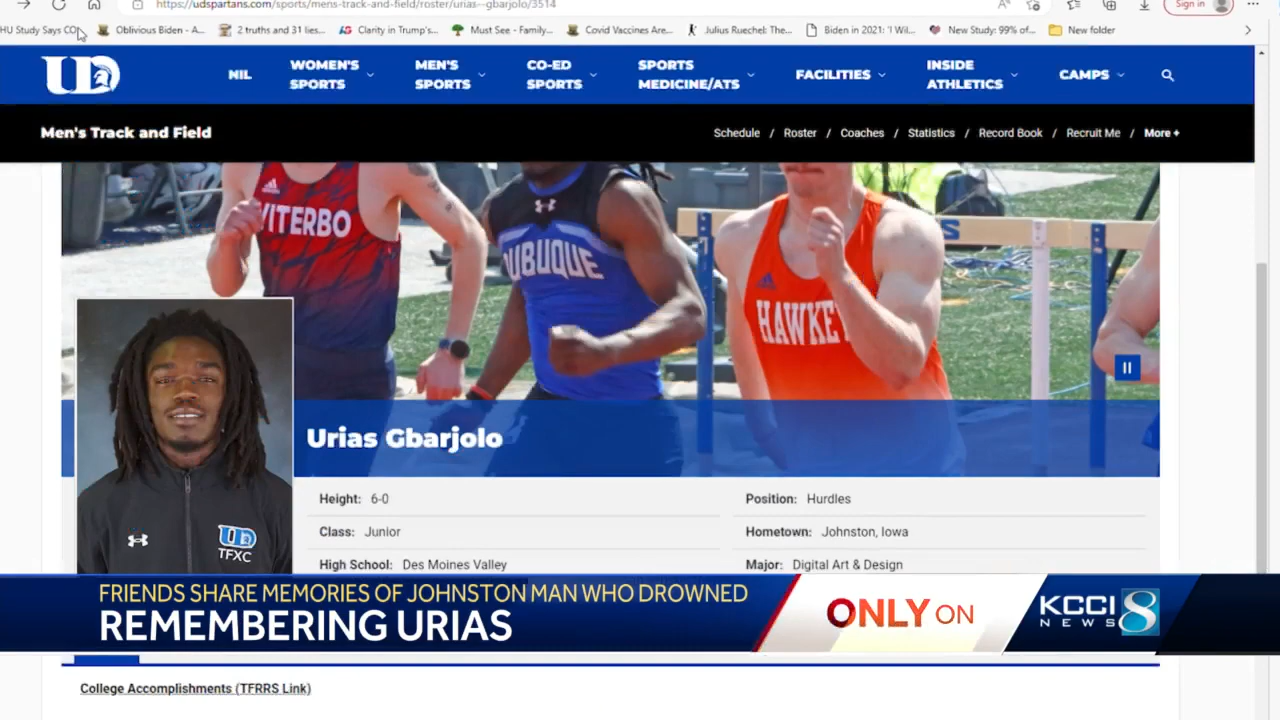 https://udspartans.com/sports/mens-track-and-field/roster/urias--gbarjolo/3514
Sign in
HU Study Says CO
Oblivious Biden - A...
2 truths and 31 lies...
Clarity in Trump's...
Must See - Family...
Covid Vaccines Are...
Julius Ruechel: The...
Biden in 2021: 'I Wil...
New Study: 99% of...
New folder
UD
NIL
WOMEN'S SPORTS
MEN'S SPORTS
CO-ED SPORTS
SPORTS MEDICINE/ATS
FACILITIES
INSIDE ATHLETICS
CAMPS
Men's Track and Field
Schedule / Roster / Coaches / Statistics / Record Book / Recruit Me / More +
VITERBO
DUBUQUE
HAWKE
S
Urias Gbarjolo
Height: 6-0
Position: Hurdles
Class: Junior
Hometown: Johnston, Iowa
High School: Des Moines Valley
Major: Digital Art & Design
UD
TFXC
FRIENDS SHARE MEMORIES OF JOHNSTON MAN WHO DROWNED
REMEMBERING URIAS
ONLY ON
KCCI 8
NEWS
College Accomplishments (TFRRS Link)